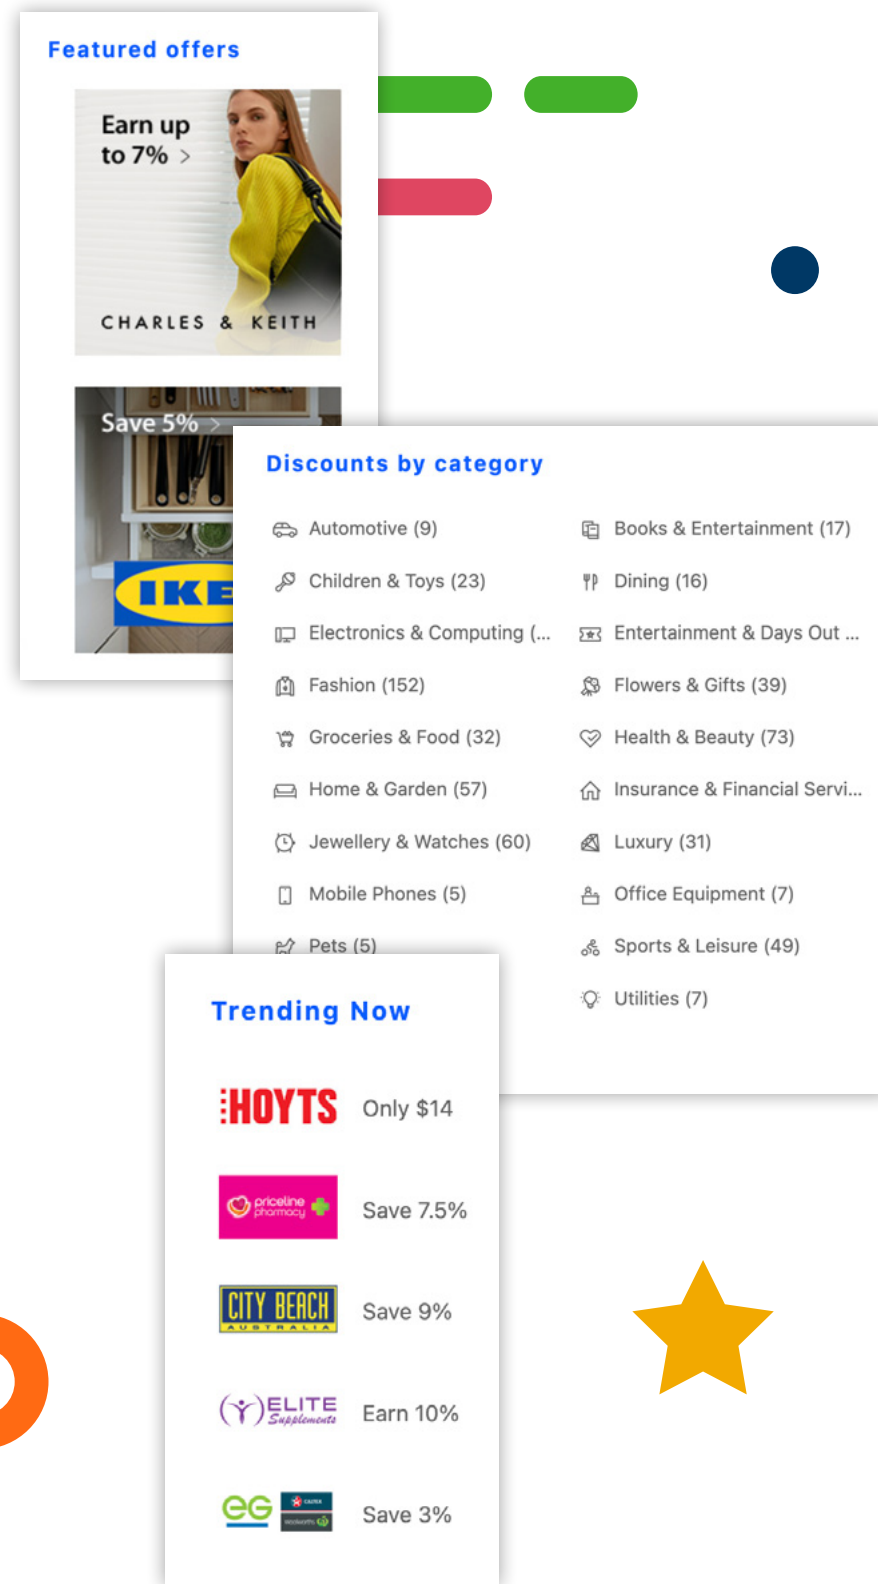 Featured offers
Earn up
to 7% >
CHARLES & KEITH
Save 5% >
IKE
Discounts by category
Automotive (9)
Books & Entertainment (17)
Children & Toys (23)
Dining (16)
Electronics & Computing (...
Entertainment & Days Out ...
Fashion (152)
Flowers & Gifts (39)
Groceries & Food (32)
Health & Beauty (73)
Home & Garden (57)
Insurance & Financial Servi...
Jewellery & Watches (60)
Luxury (31)
Mobile Phones (5)
Office Equipment (7)
Pets (5)
Sports & Leisure (49)
Utilities (7)
Trending Now
HOYTS
Only $14
priceline
pharmacy
Save 7.5%
CITY BEACH
AUSTRALIA
Save 9%
ELITE
Supplements
Earn 10%
eG
CALTEX
woolworths
Save 3%